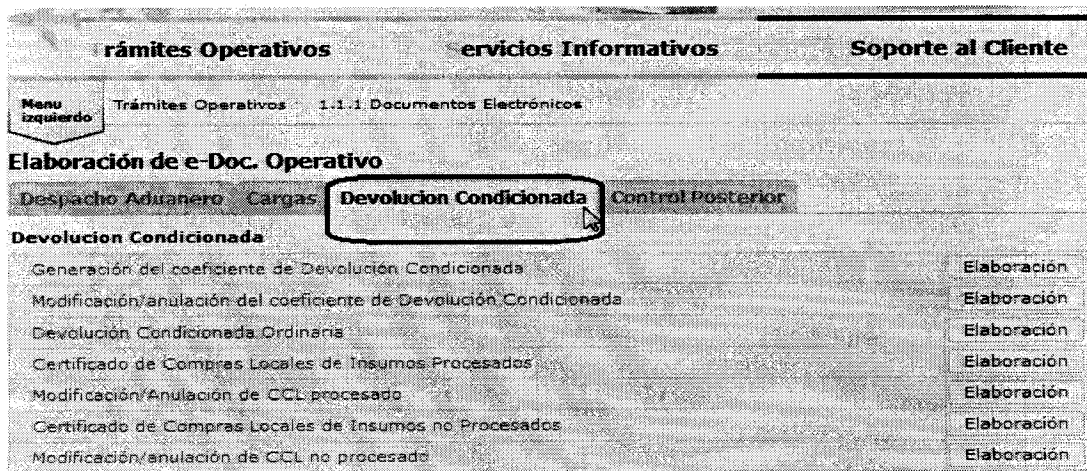 rámites Operativos ervicios Informativos Soporte al Cliente
Menu izquierdo Trámites Operativos 1.1.1 Documentos Electrónicos
Elaboración de e-Doc. Operativo
Despacho Aduanero Cargas Devolucion Condicionada Control Posterior
Devolucion Condicionada
Generación del coeficiente de Devolución Condicionada Elaboración
Modificación/anulación del coeficiente de Devolución Condicionada Elaboración
Devolución Condicionada Ordinaria Elaboración
Certificado de Compras Locales de Insumos Procesados Elaboración
Modificación/Anulación de CCL procesado Elaboración
Certificado de Compras Locales de Insumos no Procesados Elaboración
Modificación/anulación de CCL no procesado Elaboración